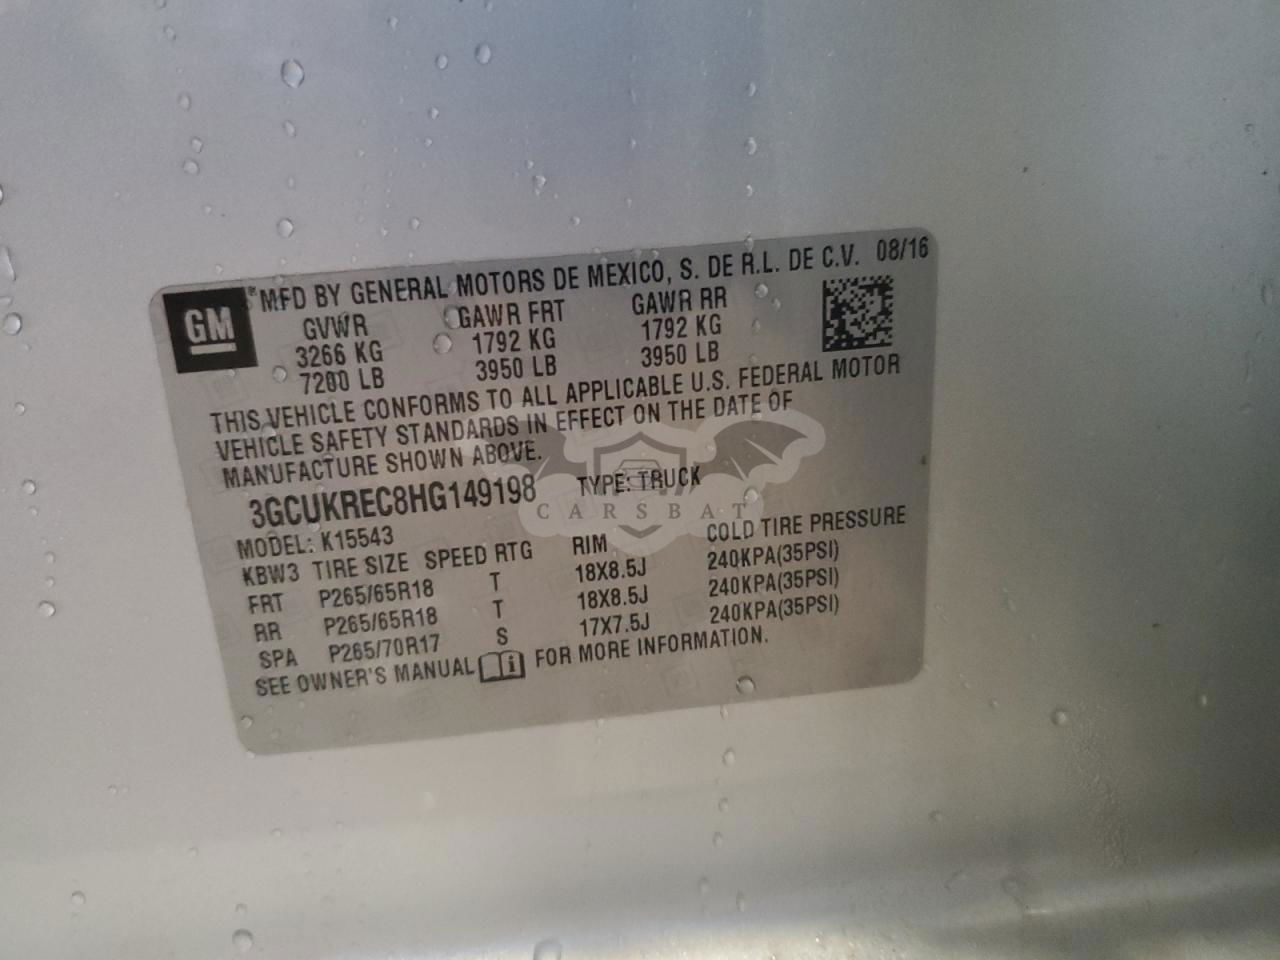 GM
® MFD BY GENERAL MOTORS DE MEXICO, S. DE R.L. DE C.V. 08/16
GVWR GAWR FRT GAWR RR
3266 KG 1792 KG 1792 KG
7200 LB 3950 LB 3950 LB
THIS VEHICLE CONFORMS TO ALL APPLICABLE U.S. FEDERAL MOTOR
VEHICLE SAFETY STANDARDS IN EFFECT ON THE DATE OF
MANUFACTURE SHOWN ABOVE.
3GCUKREC8HG149198 TYPE: TRUCK
CARSBAT
MODEL: K15543
KBW3 TIRE SIZE SPEED RTG RIM COLD TIRE PRESSURE
FRT P265/65R18 T 18X8.5J 240KPA(35PSI)
RR P265/65R18 T 18X8.5J 240KPA(35PSI)
SPA P265/70R17 S 17X7.5J 240KPA(35PSI)
SEE OWNER'S MANUAL i FOR MORE INFORMATION.